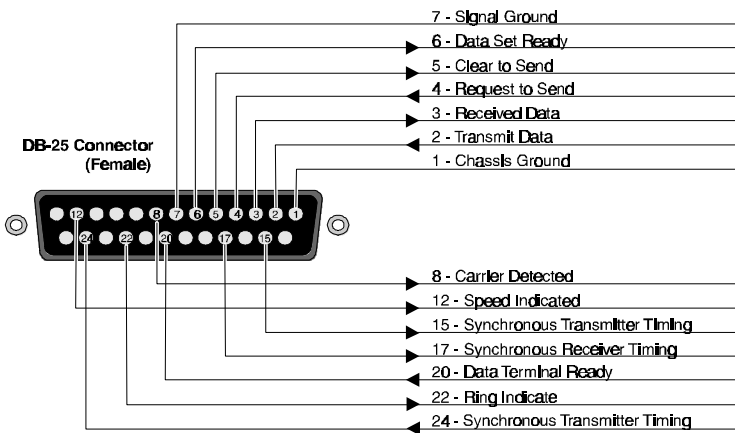 7 - Signal Ground
6 - Data Set Ready
5 - Clear to Send
4 - Request to Send
3 - Received Data
2 - Transmit Data
1 - Chassis Ground
DB-25 Connector
(Female)
12 8 7 6 5 4 3 2 1
24 22 20 17 15
8 - Carrier Detected
12 - Speed Indicated
15 - Synchronous Transmitter Timing
17 - Synchronous Receiver Timing
20 - Data Terminal Ready
22 - Ring Indicate
24 - Synchronous Transmitter Timing